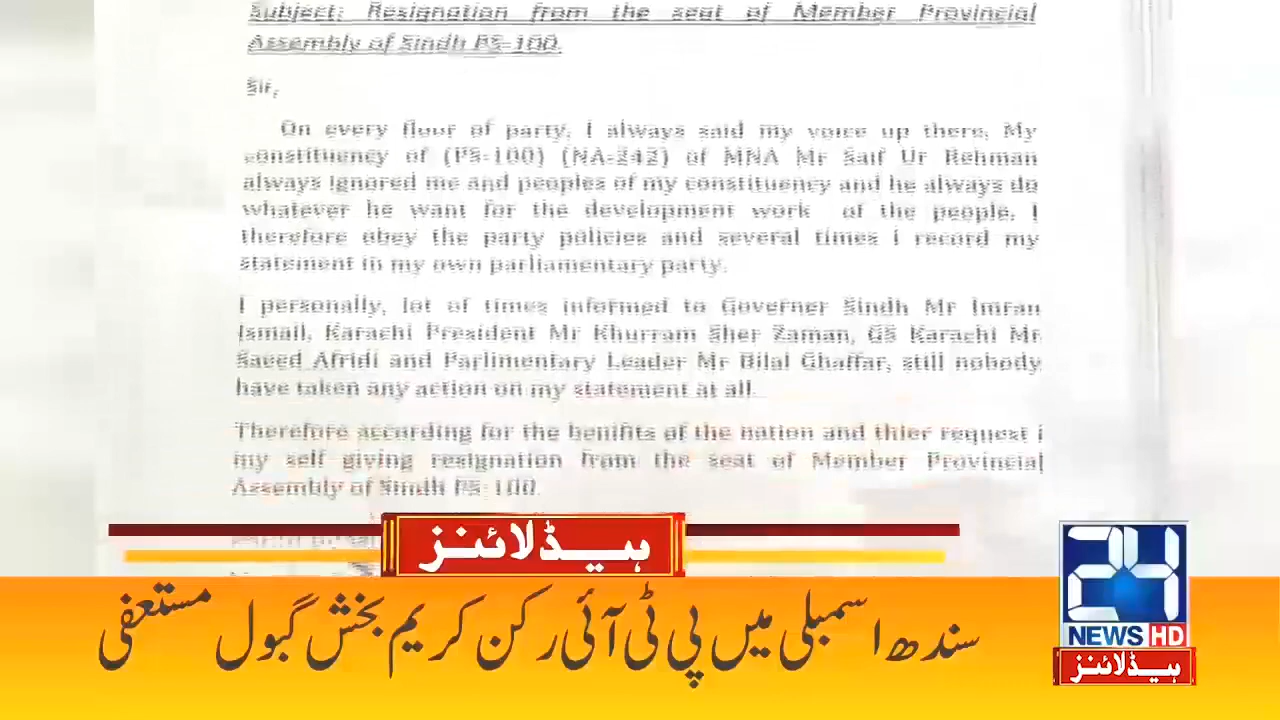 Subject: Resignation from the seat of Member Provincial
Assembly of Sindh PS-100.
Sir,
On every flour of party, I always said my voice up there. My
constituency of (PS-100) (NA-242) of MNA Mr Saif Ur Rehman
always ignored me and peoples of my constituency and he always do
whatever he want for the development work of the people. I
therefore obey the party policies and several times i record my
statement in my own parliamentary party.
I personally, lot of times informed to Governer Sindh Mr Imran
Ismail, Karachi President Mr Khurram Sher Zaman, GS Karachi Mr
Saeed Afridi and Parlimentary Leader Mr Bilal Ghaffar, still nobody
have taken any action on my statement at all.
Therefore according for the benifits of the nation and thier request i
my self giving resignation from the seat of Member Provincial
Assembly of Sindh PS-100.
ہیڈلائنز
سندھ اسمبلی میں پی ٹی آئی رکن کریم بخش گبول مستعفی
24
NEWS HD
ہیڈلائنز